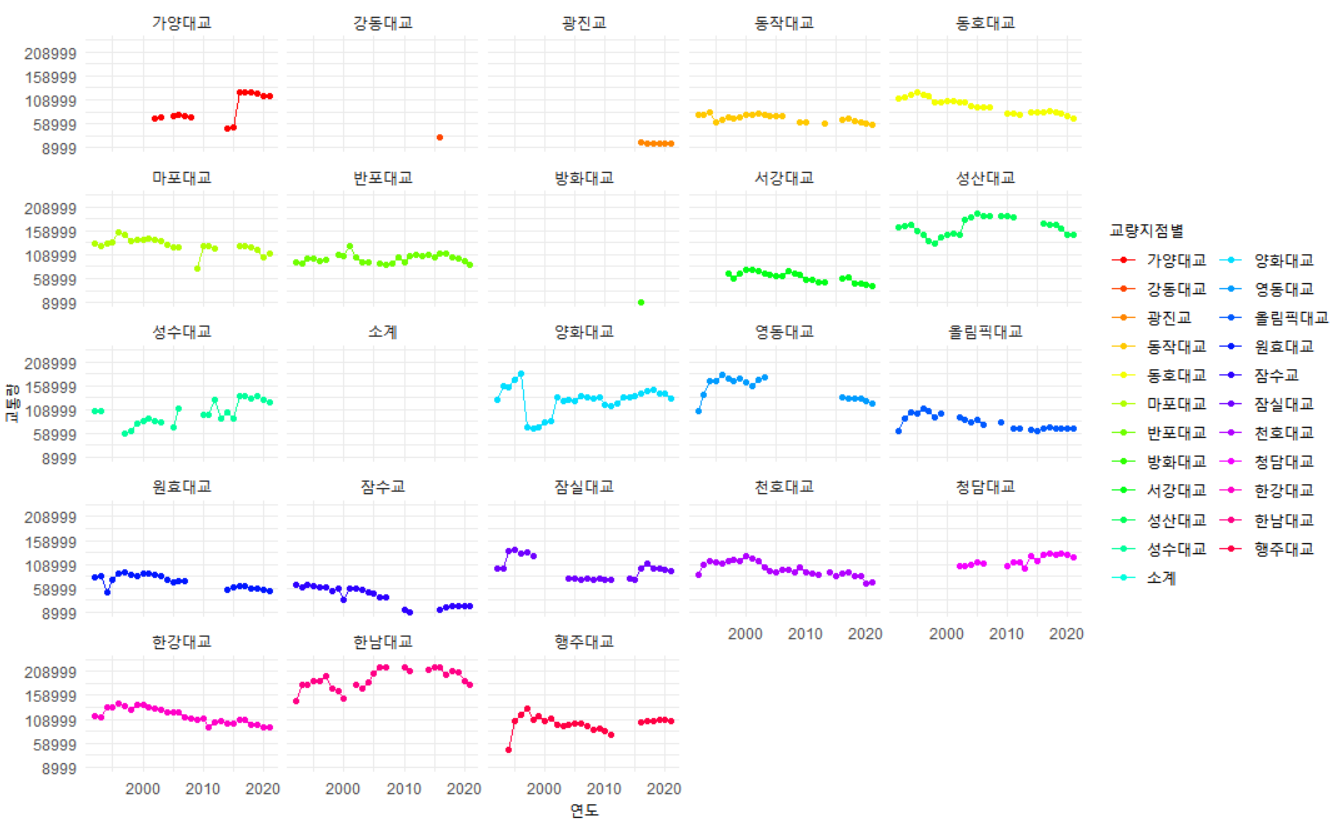 가양대교 강동대교 광진교 동작대교 동호대교
208999
158999
108999
58999
8999
마포대교 반포대교 방화대교 서강대교 성산대교
208999
158999
108999
58999
8999
성수대교 소계 양화대교 영동대교 올림픽대교
208999
158999
108999
58999
8999
원효대교 잠수교 잠실대교 천호대교 청담대교
208999
158999
108999
58999
8999
2000 2010 2020 2000 2010 2020
한강대교 한남대교 행주대교
208999
158999
108999
58999
8999
2000 2010 2020 2000 2010 2020 2000 2010 2020
연도
교통량
교량지점별
가양대교 양화대교
강동대교 영동대교
광진교 올림픽대교
동작대교 원효대교
동호대교 잠수교
마포대교 잠실대교
반포대교 천호대교
방화대교 청담대교
서강대교 한강대교
성산대교 한남대교
성수대교 행주대교
소계